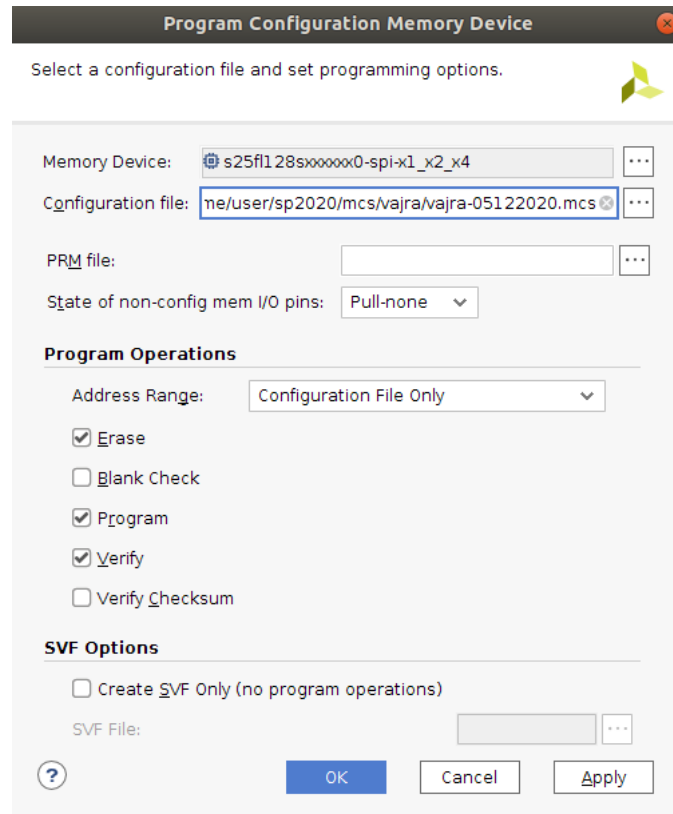 Program Configuration Memory Device
Select a configuration file and set programming options.
Memory Device: s25fl128sxxxxxx0-spi-x1_x2_x4 ...
Configuration file: ne/user/sp2020/mcs/vajra/vajra-05122020.mcs ...
PRM file: ...
State of non-config mem I/O pins: Pull-none
Program Operations
Address Range: Configuration File Only
Erase
Blank Check
Program
Verify
Verify Checksum
SVF Options
Create SVF Only (no program operations)
SVF File: ...
? OK Cancel Apply